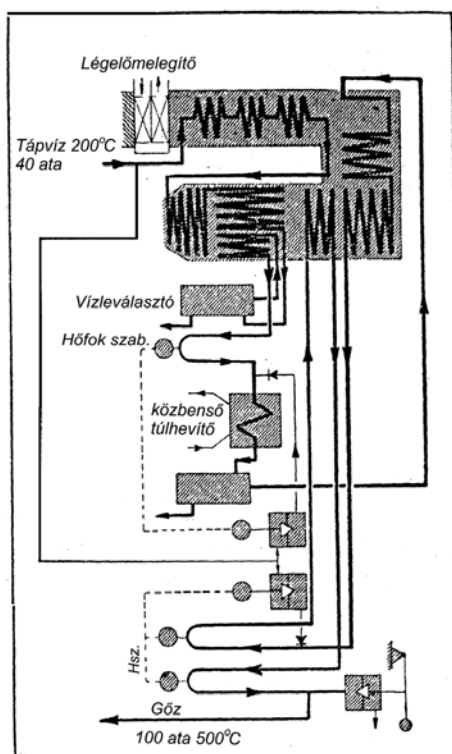 Légelőmelegítő
Tápvíz 200°C
40 ata
Vízleválasztó
Hőfok szab.
közbenső
túlhevítő
Hsz.
Gőz
100 ata 500°C